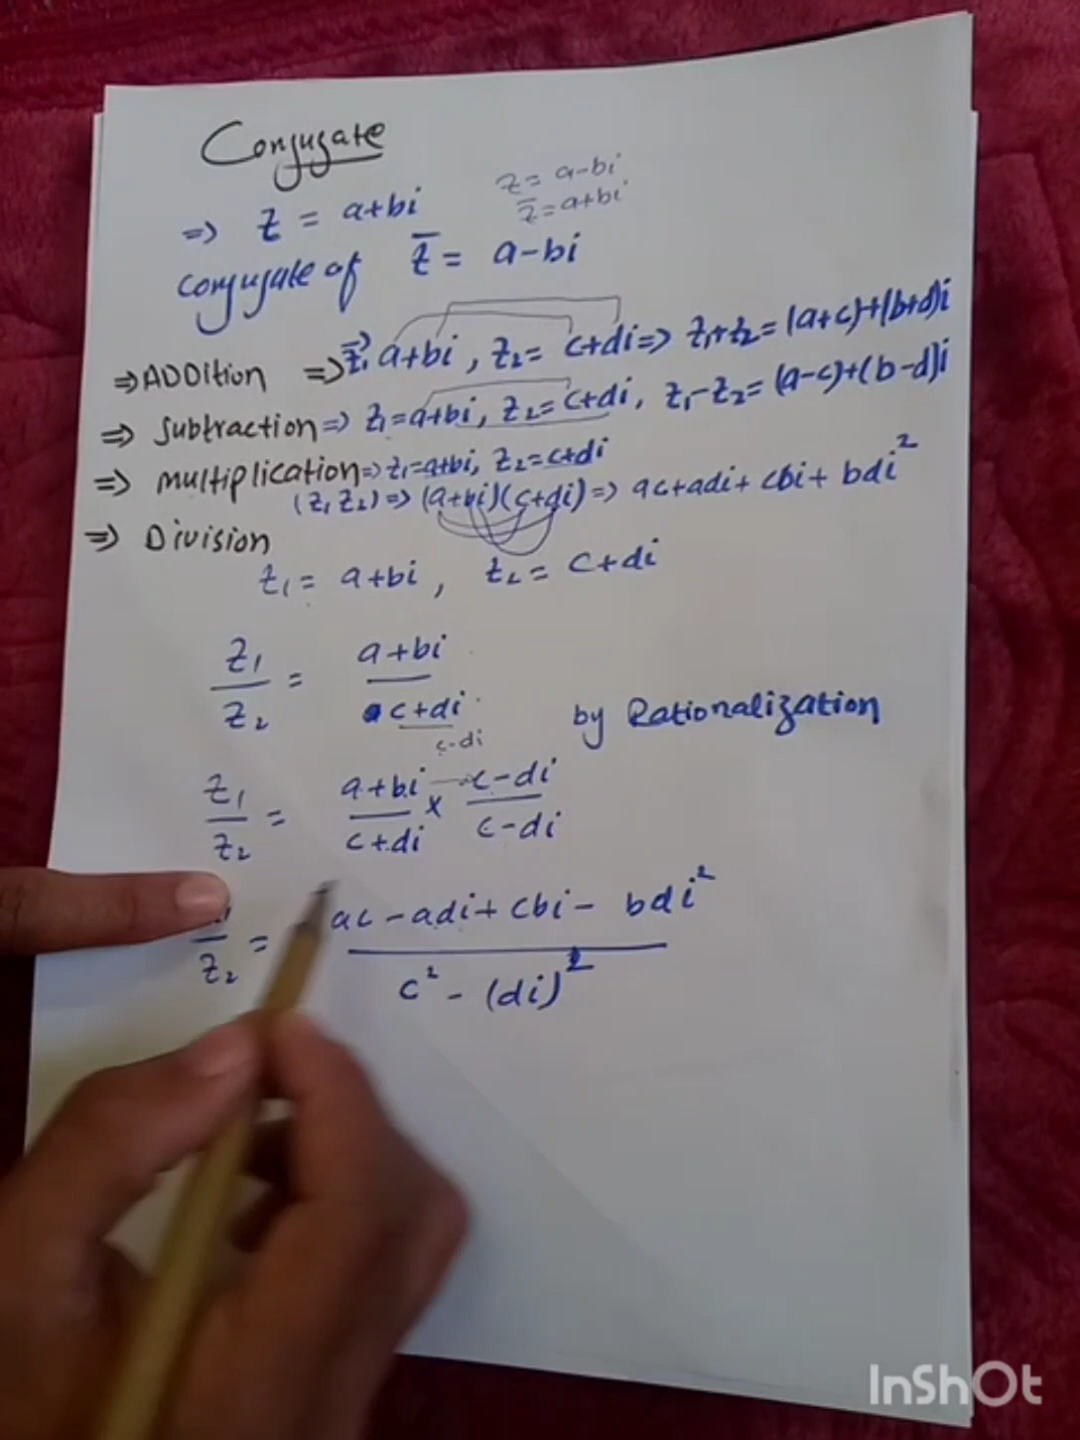 Conjugate
z = a-bi
z̄ = a+bi
⇒ z = a+bi
Conjugate of z̄ = a-bi
⇒ ADDition ⇒ z₁ a+bi , z₂ = c+di ⇒ z₁+z₂ = (a+c)+(b+d)i
⇒ subtraction ⇒ z₁ = a+bi, z₂ = c+di, z₁-z₂ = (a-c)+(b-d)i
⇒ multiplication ⇒ z₁=a+bi, z₂=c+di
(z₁ z₂) ⇒ (a+bi)(c+di) ⇒ ac+adi+cbi+bdi²
⇒ Division
z₁ = a+bi , z₂ = c+di
z₁/z₂ = a+bi / c+di by Rationalization
c-di
z₁/z₂ = a+bi / c+di × c-di / c-di
/z₂ = ac-adi+cbi- bdi² / c² - (di)²
InShOt